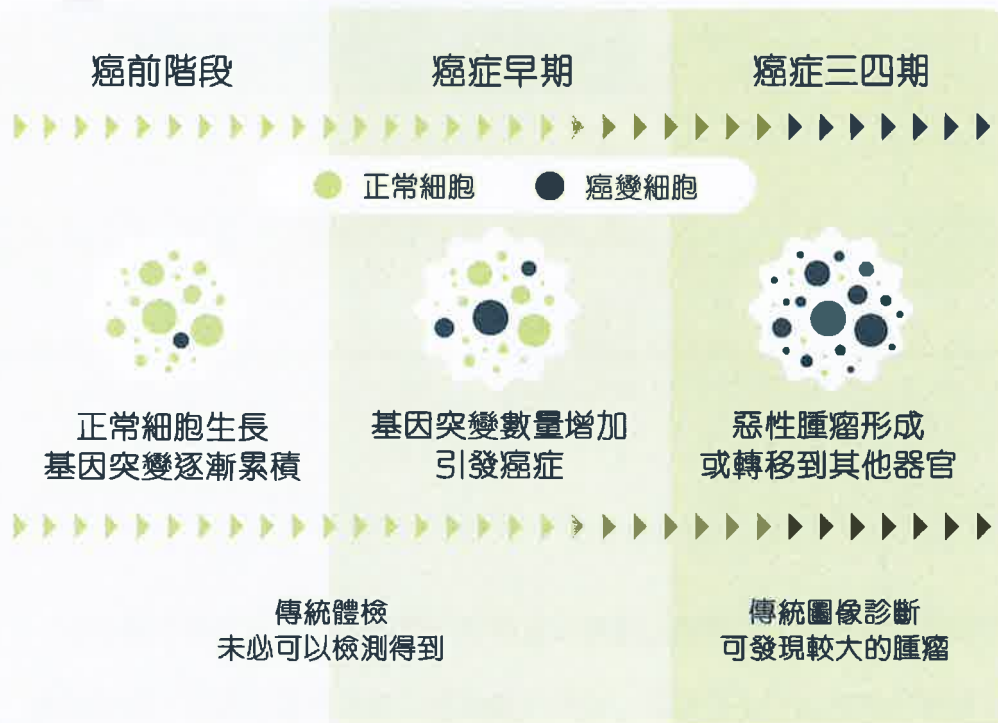 癌前階段
癌症早期
癌症三四期
正常細胞
癌變細胞
正常細胞生長
基因突變逐漸累積
基因突變數量增加
引發癌症
惡性腫瘤形成
或轉移到其他器官
傳統體檢
未必可以檢測得到
傳統圖像診斷
可發現較大的腫瘤